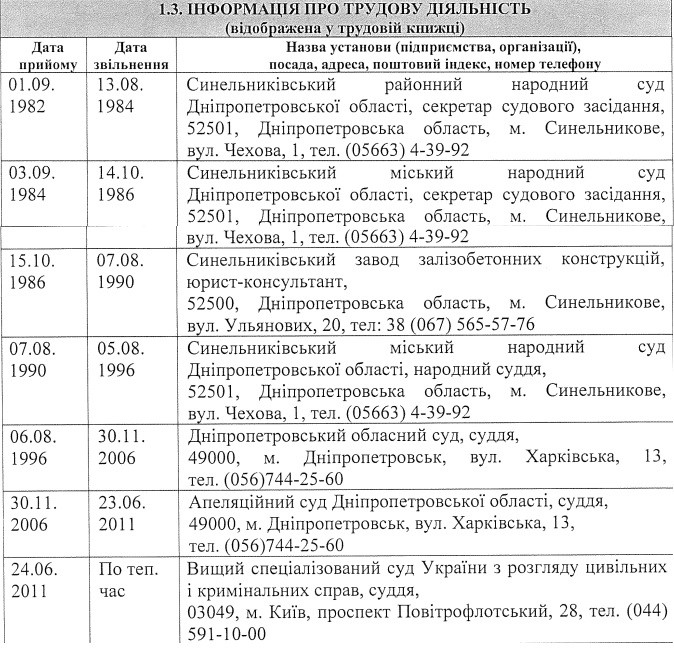 1.3. ІНФОРМАЦІЯ ПРО ТРУДОВУ ДІЯЛЬНІСТЬ
(відображена у трудовій книжці)
Дата прийому
Дата звільнення
Назва установи (підприємства, організації),
посада, адреса, поштовий індекс, номер телефону
01.09.
1982
13.08.
1984
Синельниківський районний народний суд
Дніпропетровської області, секретар судового засідання,
52501, Дніпропетровська область, м. Синельникове,
вул. Чехова, 1, тел. (05663) 4-39-92
03.09.
1984
14.10.
1986
Синельниківський міський народний суд
Дніпропетровської області, секретар судового засідання,
52501, Дніпропетровська область, м. Синельникове,
вул. Чехова, 1, тел. (05663) 4-39-92
15.10.
1986
07.08.
1990
Синельниківський завод залізобетонних конструкцій,
юрист-консультант,
52500, Дніпропетровська область, м. Синельникове,
вул. Ульянових, 20, тел: 38 (067) 565-57-76
07.08.
1990
05.08.
1996
Синельниківський міський народний суд
Дніпропетровської області, народний суддя,
52501, Дніпропетровська область, м. Синельникове,
вул. Чехова, 1, тел. (05663) 4-39-92
06.08.
1996
30.11.
2006
Дніпропетровський обласний суд, суддя,
49000, м. Дніпропетровськ, вул. Харківська, 13,
тел. (056)744-25-60
30.11.
2006
23.06.
2011
Апеляційний суд Дніпропетровської області, суддя,
49000, м. Дніпропетровськ, вул. Харківська, 13,
тел. (056)744-25-60
24.06.
2011
По теп.
час
Вищий спеціалізований суд України з розгляду цивільних
і кримінальних справ, суддя,
03049, м. Київ, проспект Повітрофлотський, 28, тел. (044)
591-10-00